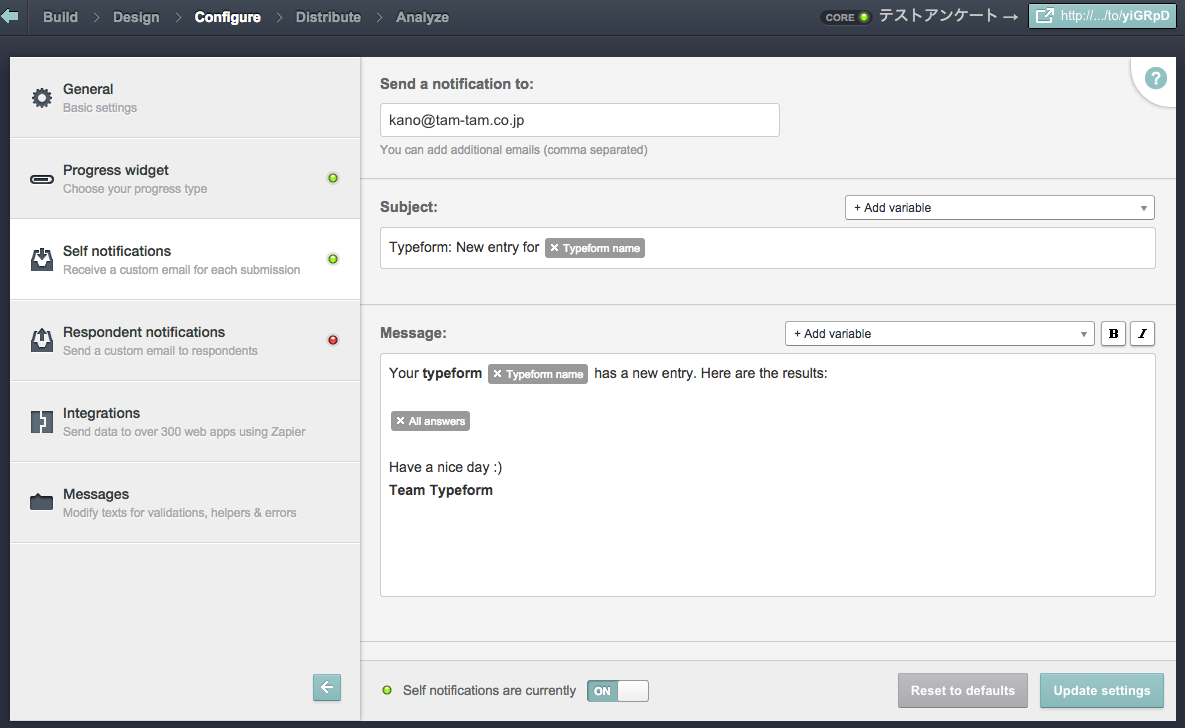 Build > Design > Configure > Distribute > Analyze
CORE テストアンケート → http://.../to/yiGRpD
General
Basic settings
Progress widget
Choose your progress type
Self notifications
Receive a custom email for each submission
Respondent notifications
Send a custom email to respondents
Integrations
Send data to over 300 web apps using Zapier
Messages
Modify texts for validations, helpers & errors
Send a notification to:
?
kano@tam-tam.co.jp
You can add additional emails (comma separated)
Subject: + Add variable
Typeform: New entry for × Typeform name
Message: + Add variable B I
Your typeform × Typeform name has a new entry. Here are the results:
× All answers
Have a nice day :)
Team Typeform
Self notifications are currently ON
Reset to defaults Update settings